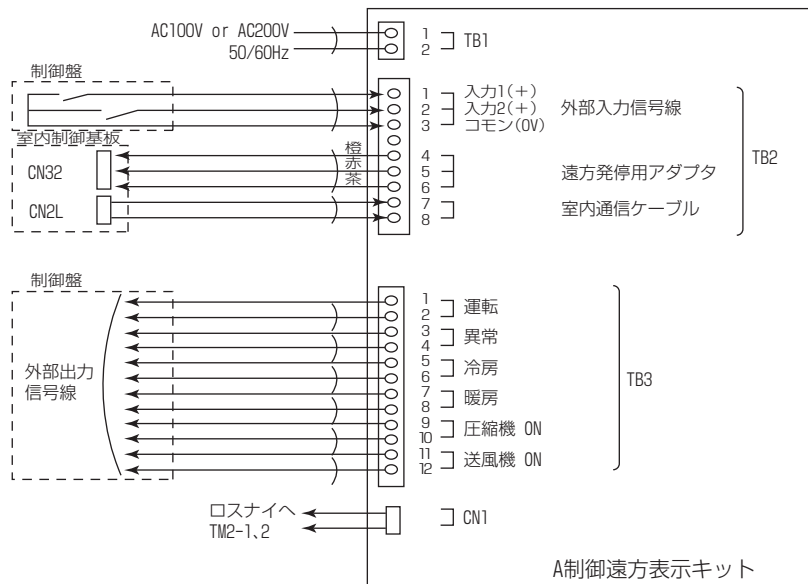 AC100V or AC200V 1
50/60Hz 2 TB1
制御盤
1 入力1(+)
2 入力2(+) 外部入力信号線
3 コモン(0V)
室内制御基板
橙 4
CN32 赤 5 遠方発停用アダプタ TB2
茶 6
CN2L 7 室内通信ケーブル
8
制御盤
1 運転
2
3 異常
4
外部出力 5 冷房
信号線 6 TB3
7 暖房
8
9 圧縮機 ON
10
11 送風機 ON
12
ロスナイへ CN1
TM2-1、2
A制御遠方表示キット